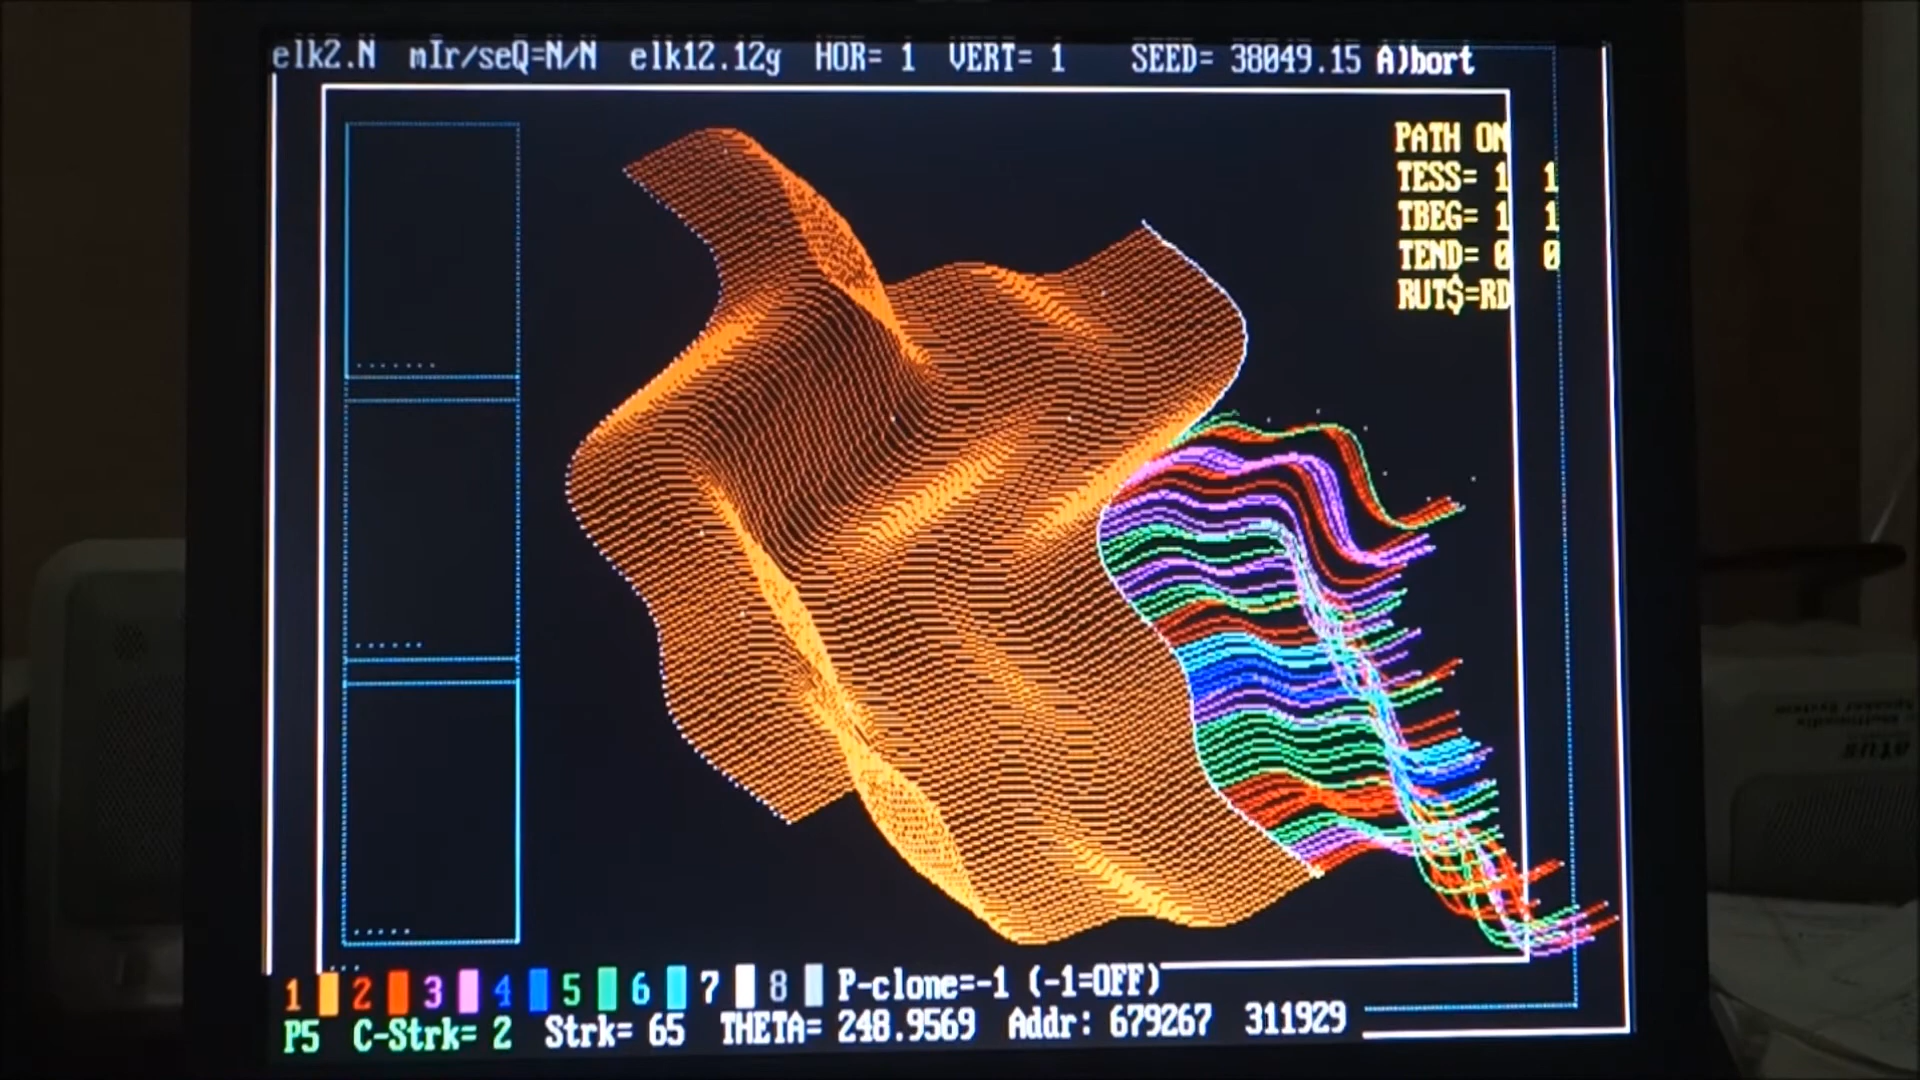 elk2.N mIr/seQ=N/N elk12.12g HOR= 1 VERT= 1 SEED= 38049.15 A)bort
PATH ON
TESS= 1 1
TBEG= 1 1
TEND= 0 0
RUT$=RD
1 2 3 4 5 6 7 8 P-clone=-1 (-1=OFF)
P5 C-Strk= 2 Strk= 65 THETA= 248.9569 Addr: 679267 311929